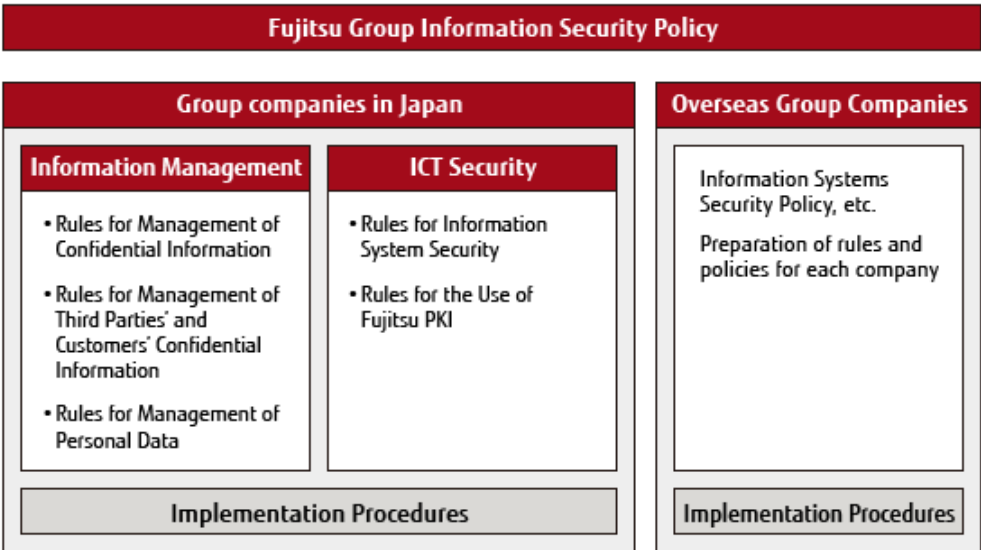 Fujitsu Group Information Security Policy
Group companies in Japan
Information Management
• Rules for Management of
Confidential Information
• Rules for Management of
Third Parties' and
Customers' Confidential
Information
• Rules for Management of
Personal Data
ICT Security
• Rules for Information
System Security
• Rules for the Use of
Fujitsu PKI
Implementation Procedures
Overseas Group Companies
Information Systems
Security Policy, etc.
Preparation of rules and
policies for each company
Implementation Procedures